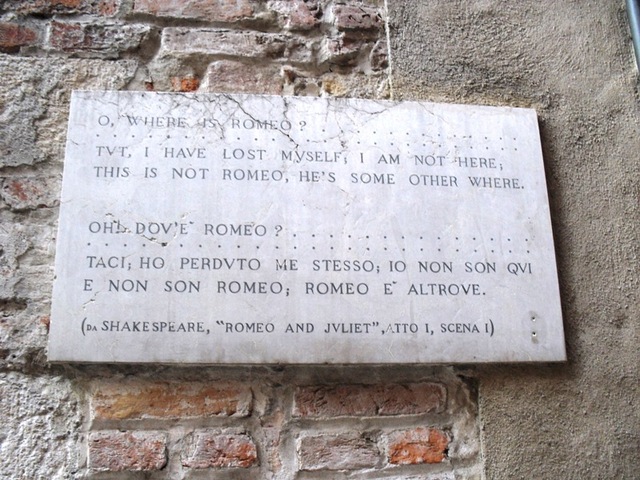 O, WHERE IS ROMEO? . . . . . . . . . . . . . . . .
. . . . . . . . . . . . . . . . . . . . . . . . . . . . . . .
TVT, I HAVE LOST MVSELF; I AM NOT HERE;
THIS IS NOT ROMEO, HE'S SOME OTHER WHERE.
OH! DOV'E' ROMEO? . . . . . . . . . . . . . . . .
. . . . . . . . . . . . . . . . . . . . . . . . . . . . . . .
TACI; HO PERDVTO ME STESSO; IO NON SON QVI
E NON SON ROMEO; ROMEO E' ALTROVE.
(DA SHAKESPEARE, "ROMEO AND JVLIET", ATTO I, SCENA I)